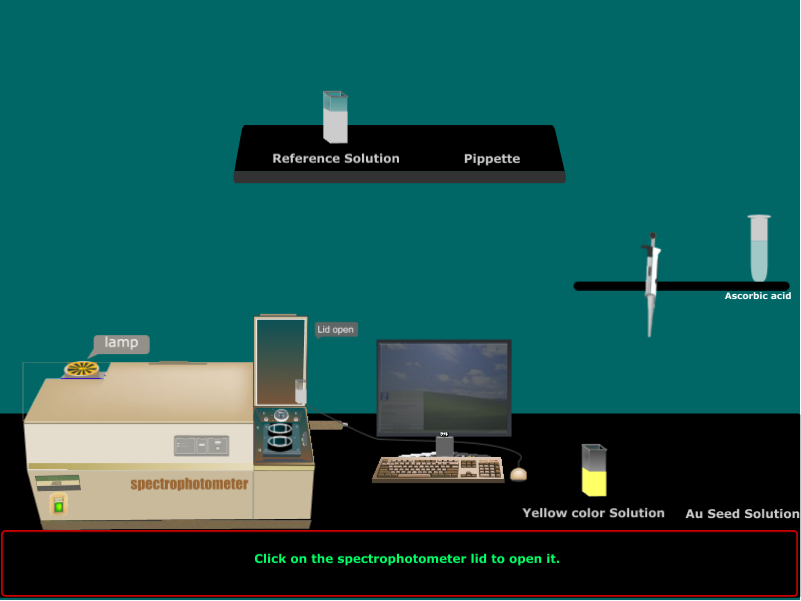 Reference Solution
Pippette
Ascorbic acid
Lid open
lamp
spectrophotometer
Yellow color Solution
Au Seed Solution
Click on the spectrophotometer lid to open it.